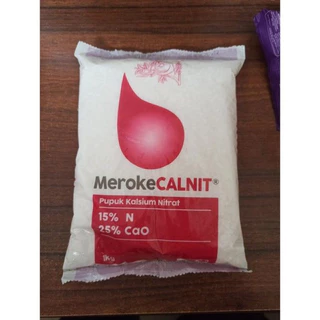 MerokeCALNIT®
Pupuk Kalsium Nitrat
15% N
25% CaO